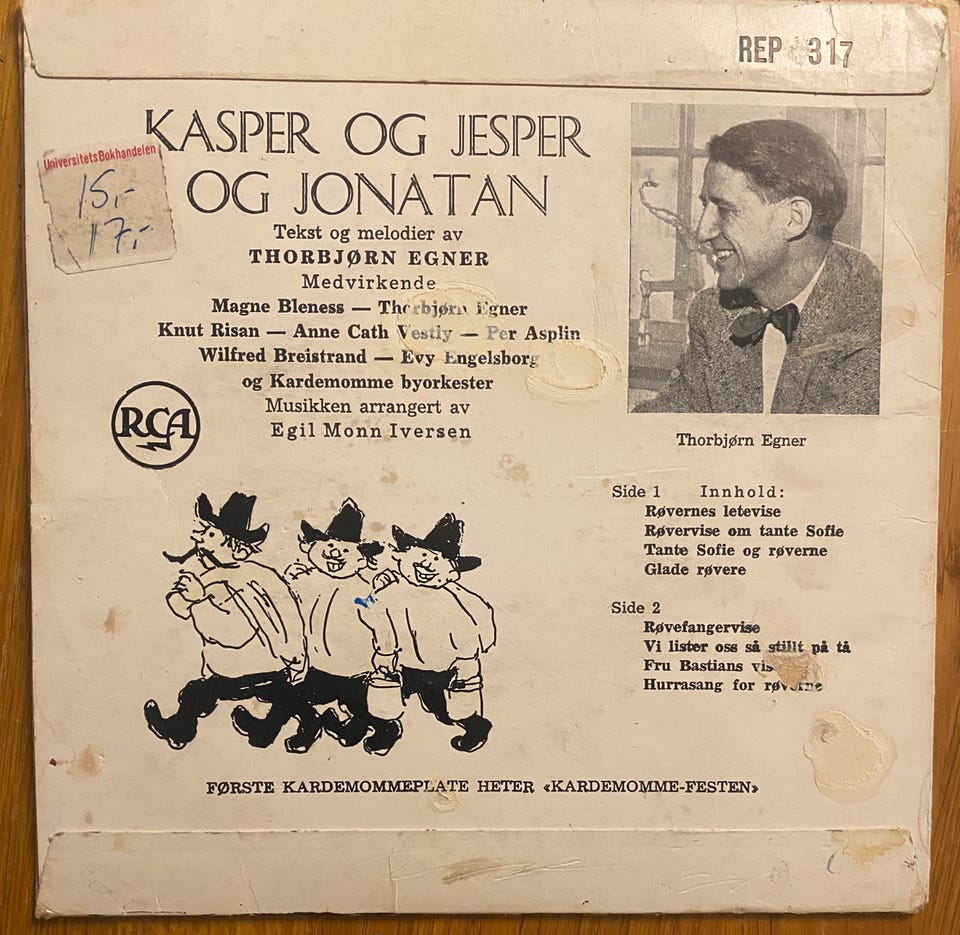 REP 317
KASPER OG JESPER
OG JONATAN
UniversitetsBokhandelen
15,-
17,-
Tekst og melodier av
THORBJØRN EGNER
Medvirkende
Magne Bleness — Thorbjørn Egner
Knut Risan — Anne Cath Vestly — Per Asplin
Wilfred Breistrand — Evy Engelsborg
og Kardemomme byorkester
Musikken arrangert av
Egil Monn Iversen
RCA
Thorbjørn Egner
Side 1 Innhold:
Røvernes letevise
Røvervise om tante Sofie
Tante Sofie og røverne
Glade røvere
Side 2
Røvefangervise
Vi lister oss så stillt på tå
Fru Bastians vis
Hurrasang for røverne
FØRSTE KARDEMOMMEPLATE HETER «KARDEMOMME-FESTEN»